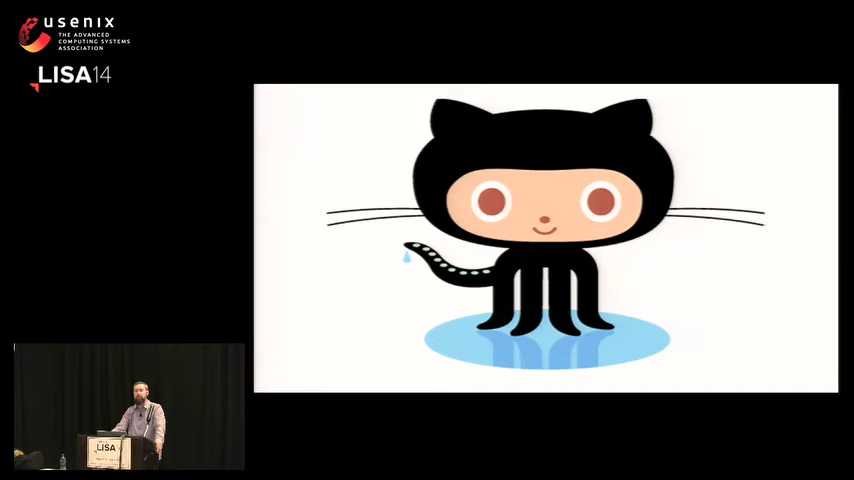 usenix
THE ADVANCED
COMPUTING SYSTEMS
ASSOCIATION
LISA14
LISA